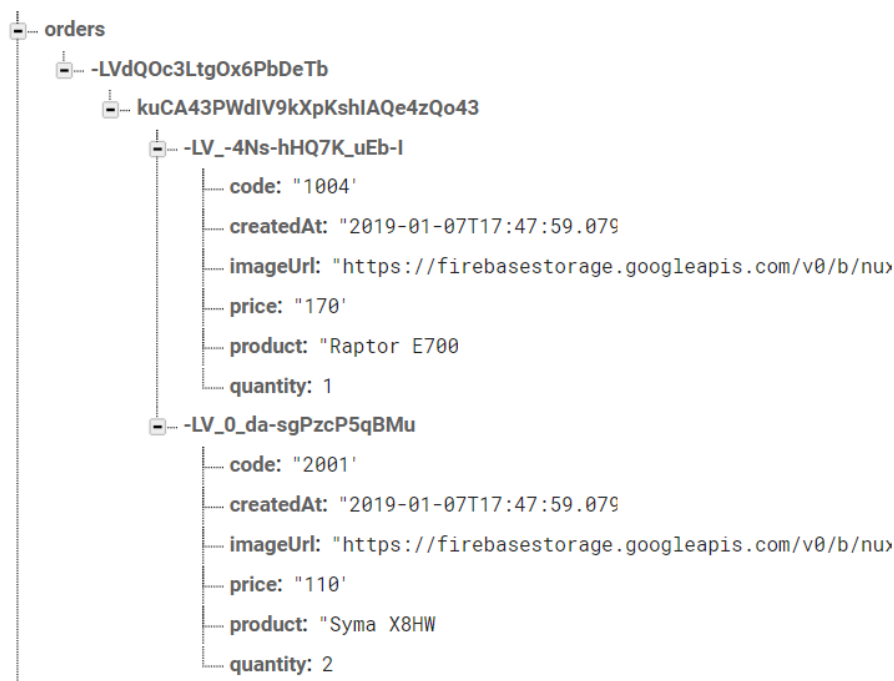 orders
-LVdQOc3LtgOx6PbDeTb
kuCA43PWdIV9kXpKshIAQe4zQo43
-LV_-4Ns-hHQ7K_uEb-I
code: "1004'
createdAt: "2019-01-07T17:47:59.079
imageUrl: "https://firebasestorage.googleapis.com/v0/b/nux
price: "170'
product: "Raptor E700
quantity: 1
-LV_0_da-sgPzcP5qBMu
code: "2001'
createdAt: "2019-01-07T17:47:59.079
imageUrl: "https://firebasestorage.googleapis.com/v0/b/nux
price: "110'
product: "Syma X8HW
quantity: 2